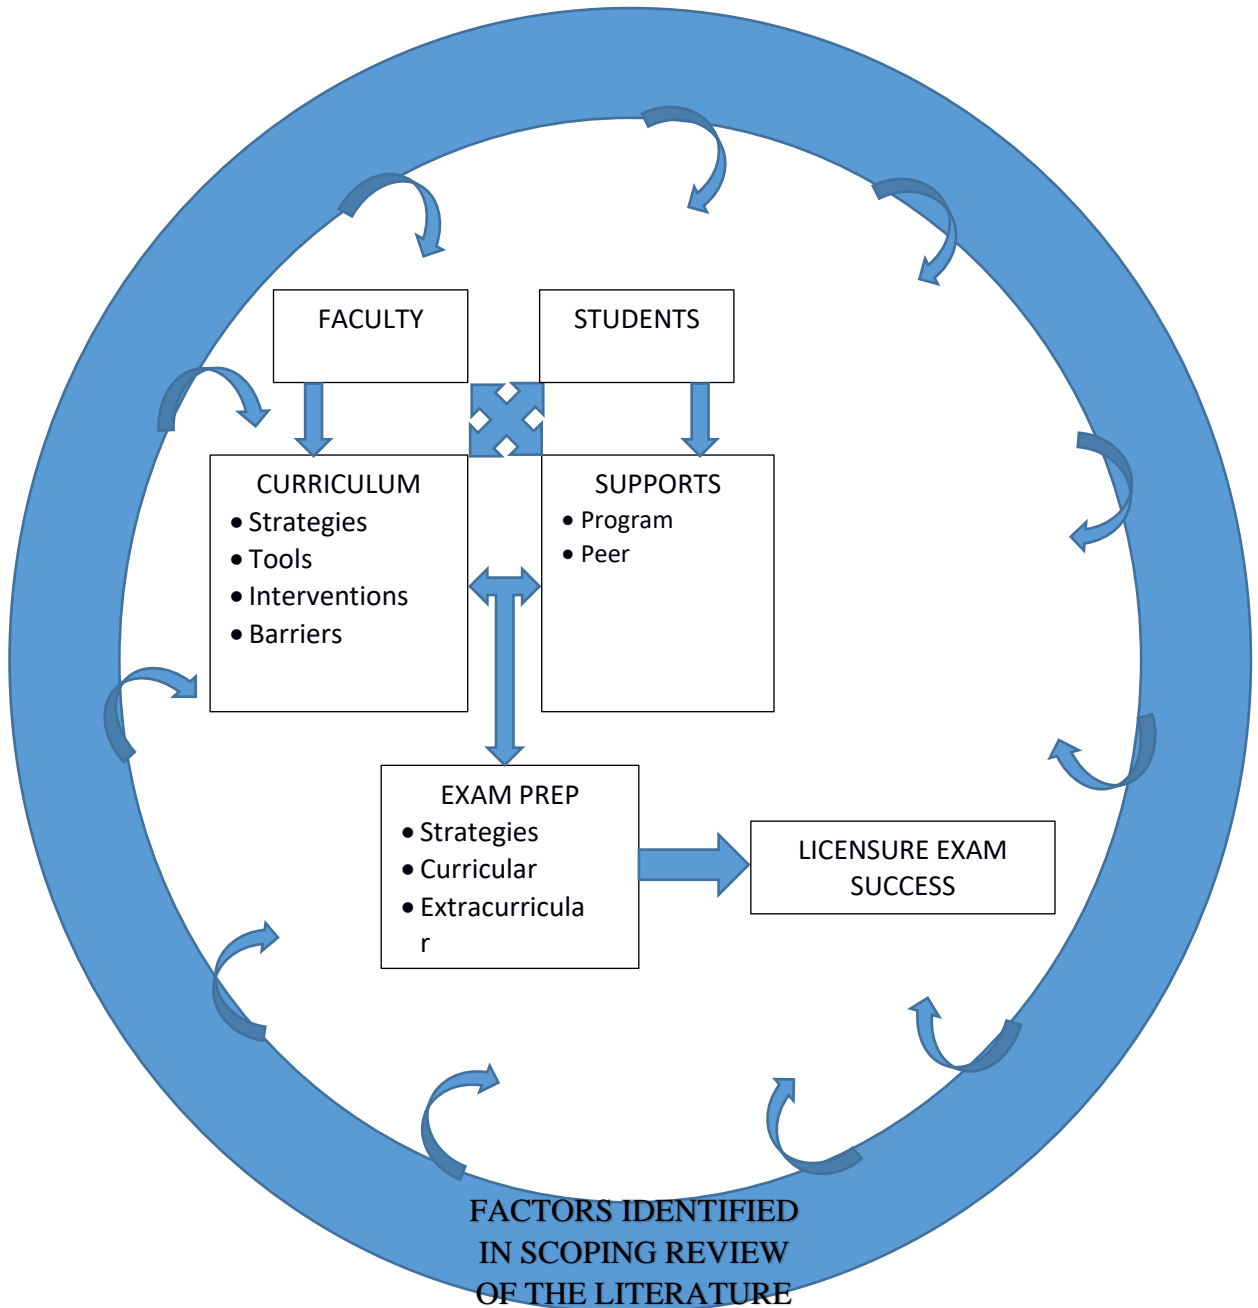 FACULTY
STUDENTS
CURRICULUM
• Strategies
• Tools
• Interventions
• Barriers
SUPPORTS
• Program
• Peer
EXAM PREP
• Strategies
• Curricular
• Extracurricula
r
LICENSURE EXAM
SUCCESS
FACTORS IDENTIFIED
IN SCOPING REVIEW
OF THE LITERATURE